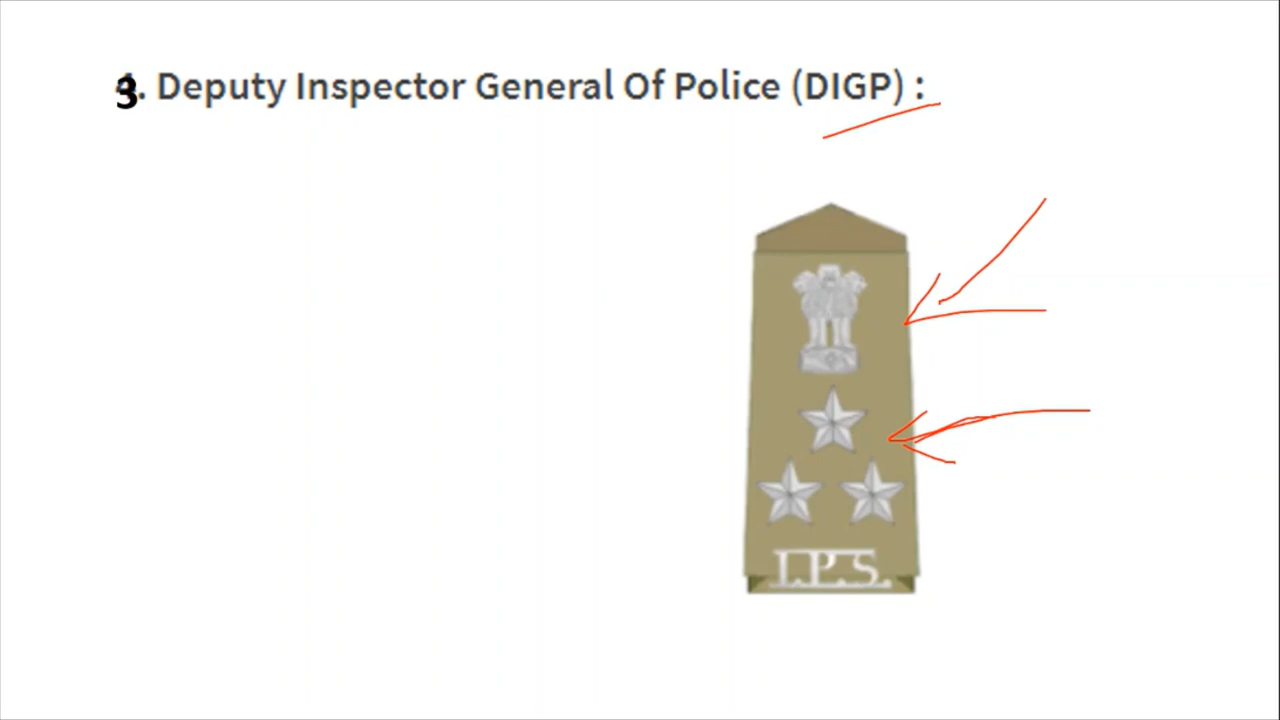 3. Deputy Inspector General Of Police (DIGP) :
I.P.S.